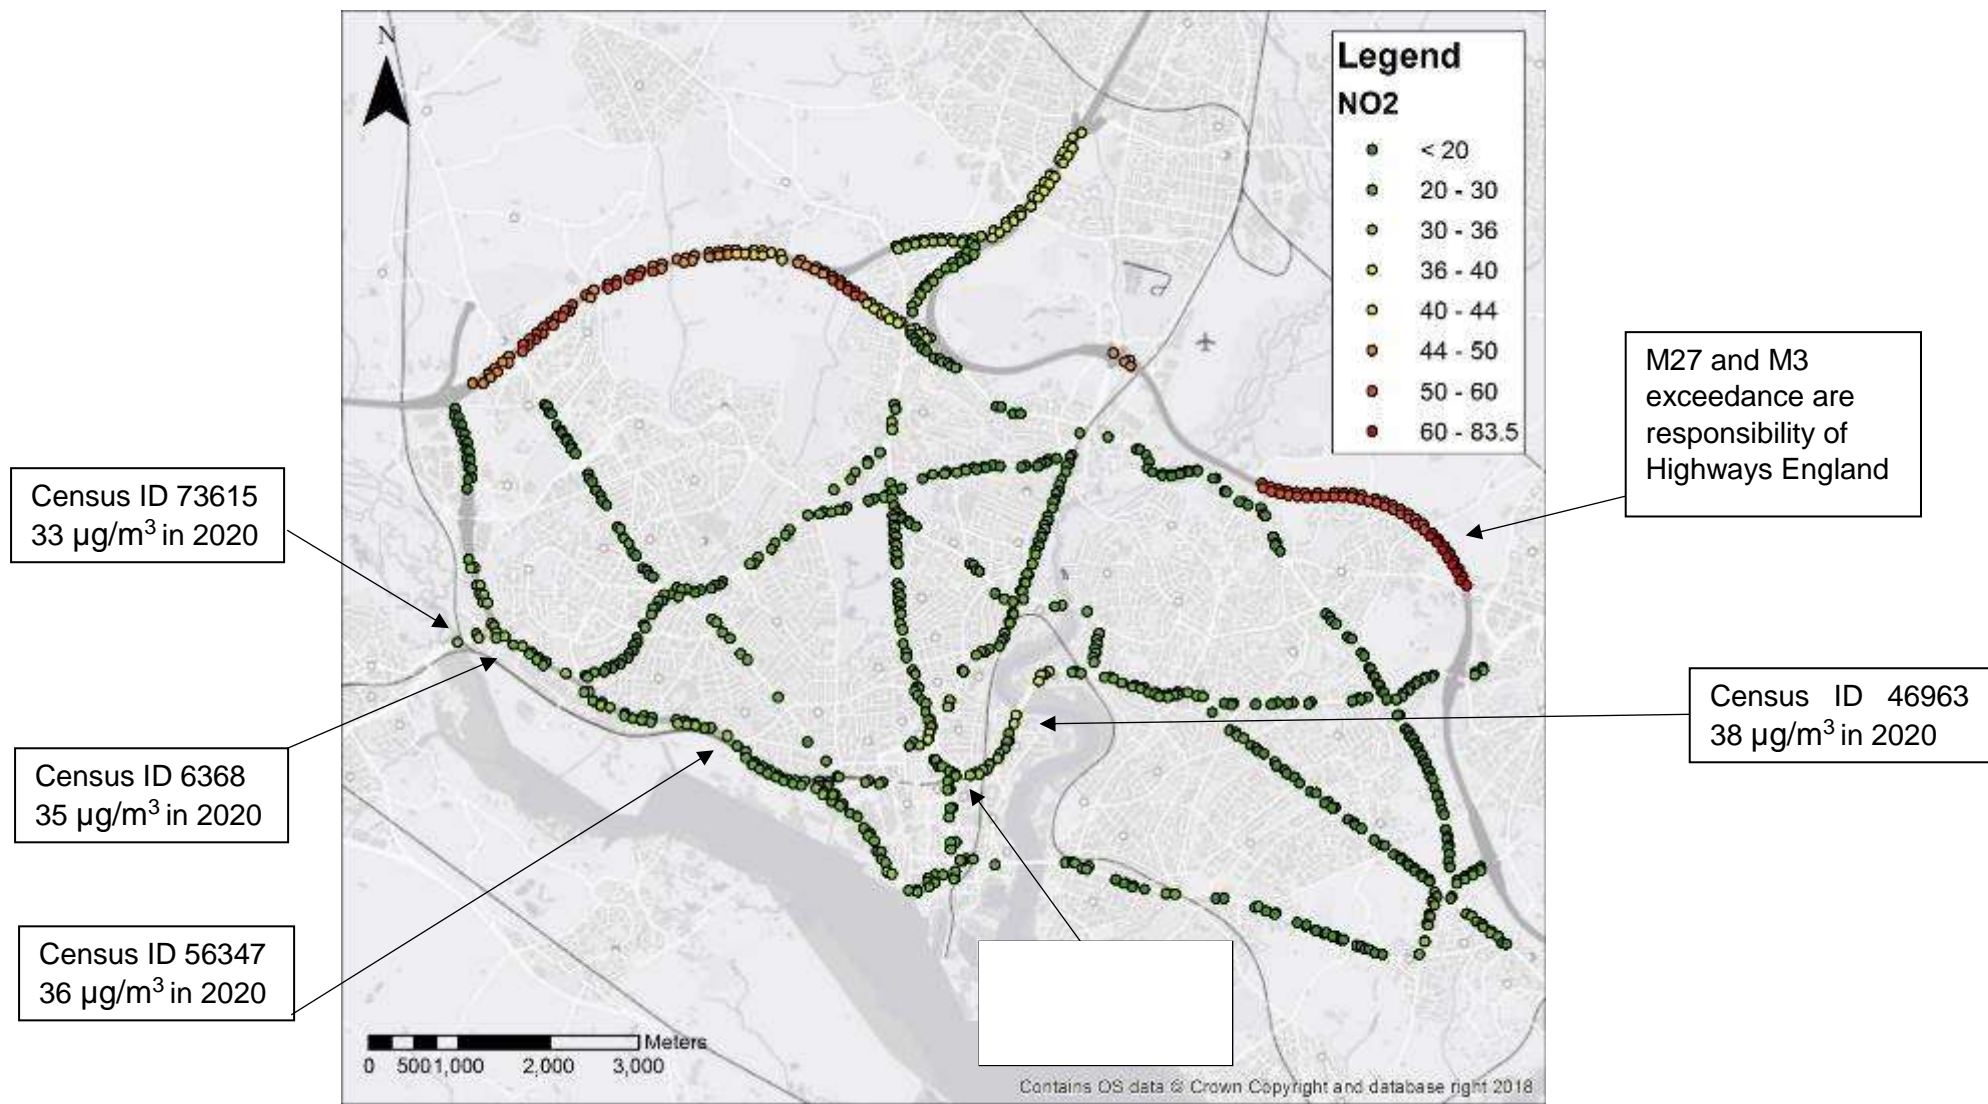 N
Legend
NO2
< 20
20 - 30
30 - 36
36 - 40
40 - 44
44 - 50
50 - 60
60 - 83.5
M27 and M3
exceedance are
responsibility of
Highways England
Census ID 73615
33 µg/m³ in 2020
Census ID 46963
38 µg/m³ in 2020
Census ID 6368
35 µg/m³ in 2020
Census ID 56347
36 µg/m³ in 2020
Meters
0 500 1,000 2,000 3,000
Contains OS data © Crown Copyright and database right 2018